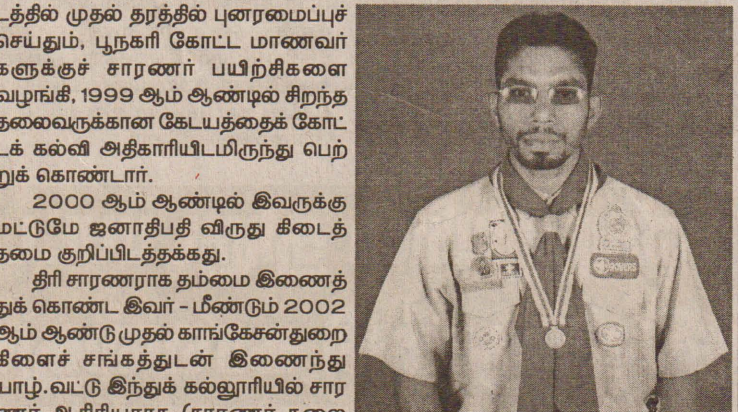 டத்தில் முதல் தரத்தில் புனரமைப்புச்
செய்தும், பூநகரி கோட்ட மாணவர்
களுக்குச் சாரணர் பயிற்சிகளை
வழங்கி, 1999 ஆம் ஆண்டில் சிறந்த
தலைவருக்கான கேடயத்தைக் கோட்
டக் கல்வி அதிகாரியிடமிருந்து பெற்
றுக் கொண்டார்.
2000 ஆம் ஆண்டில் இவருக்கு
மட்டுமே ஜனாதிபதி விருது கிடைத்
தமை குறிப்பிடத்தக்கது.
திரி சாரணராக தம்மை இணைத்
துக் கொண்ட இவர் - மீண்டும் 2002
ஆம் ஆண்டு முதல் காங்கேசன்துறை
கிளைச் சங்கத்துடன் இணைந்து
யாழ். வட்டு இந்துக் கல்லூரியில் சார